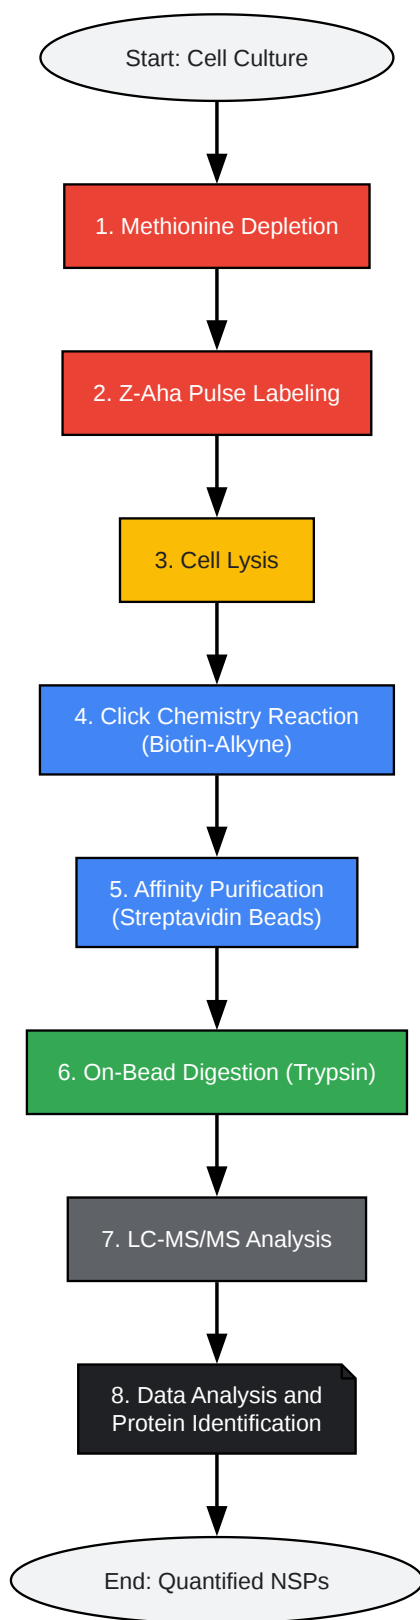 Start: Cell Culture
1. Methionine Depletion
2. Z-Aha Pulse Labeling
3. Cell Lysis
4. Click Chemistry Reaction
(Biotin-Alkyne)
5. Affinity Purification
(Streptavidin Beads)
6. On-Bead Digestion (Trypsin)
7. LC-MS/MS Analysis
8. Data Analysis and
Protein Identification
End: Quantified NSPs